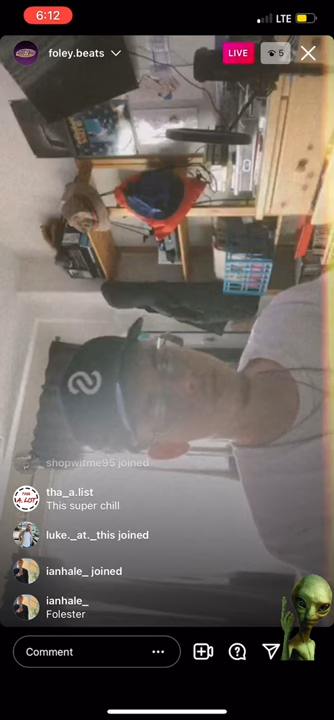 6:12
LTE
foley.beats
LIVE
5
shopwitme95 joined
tha_a.list
This super chill
luke._at._this joined
ianhale_ joined
ianhale_
Folester
Comment